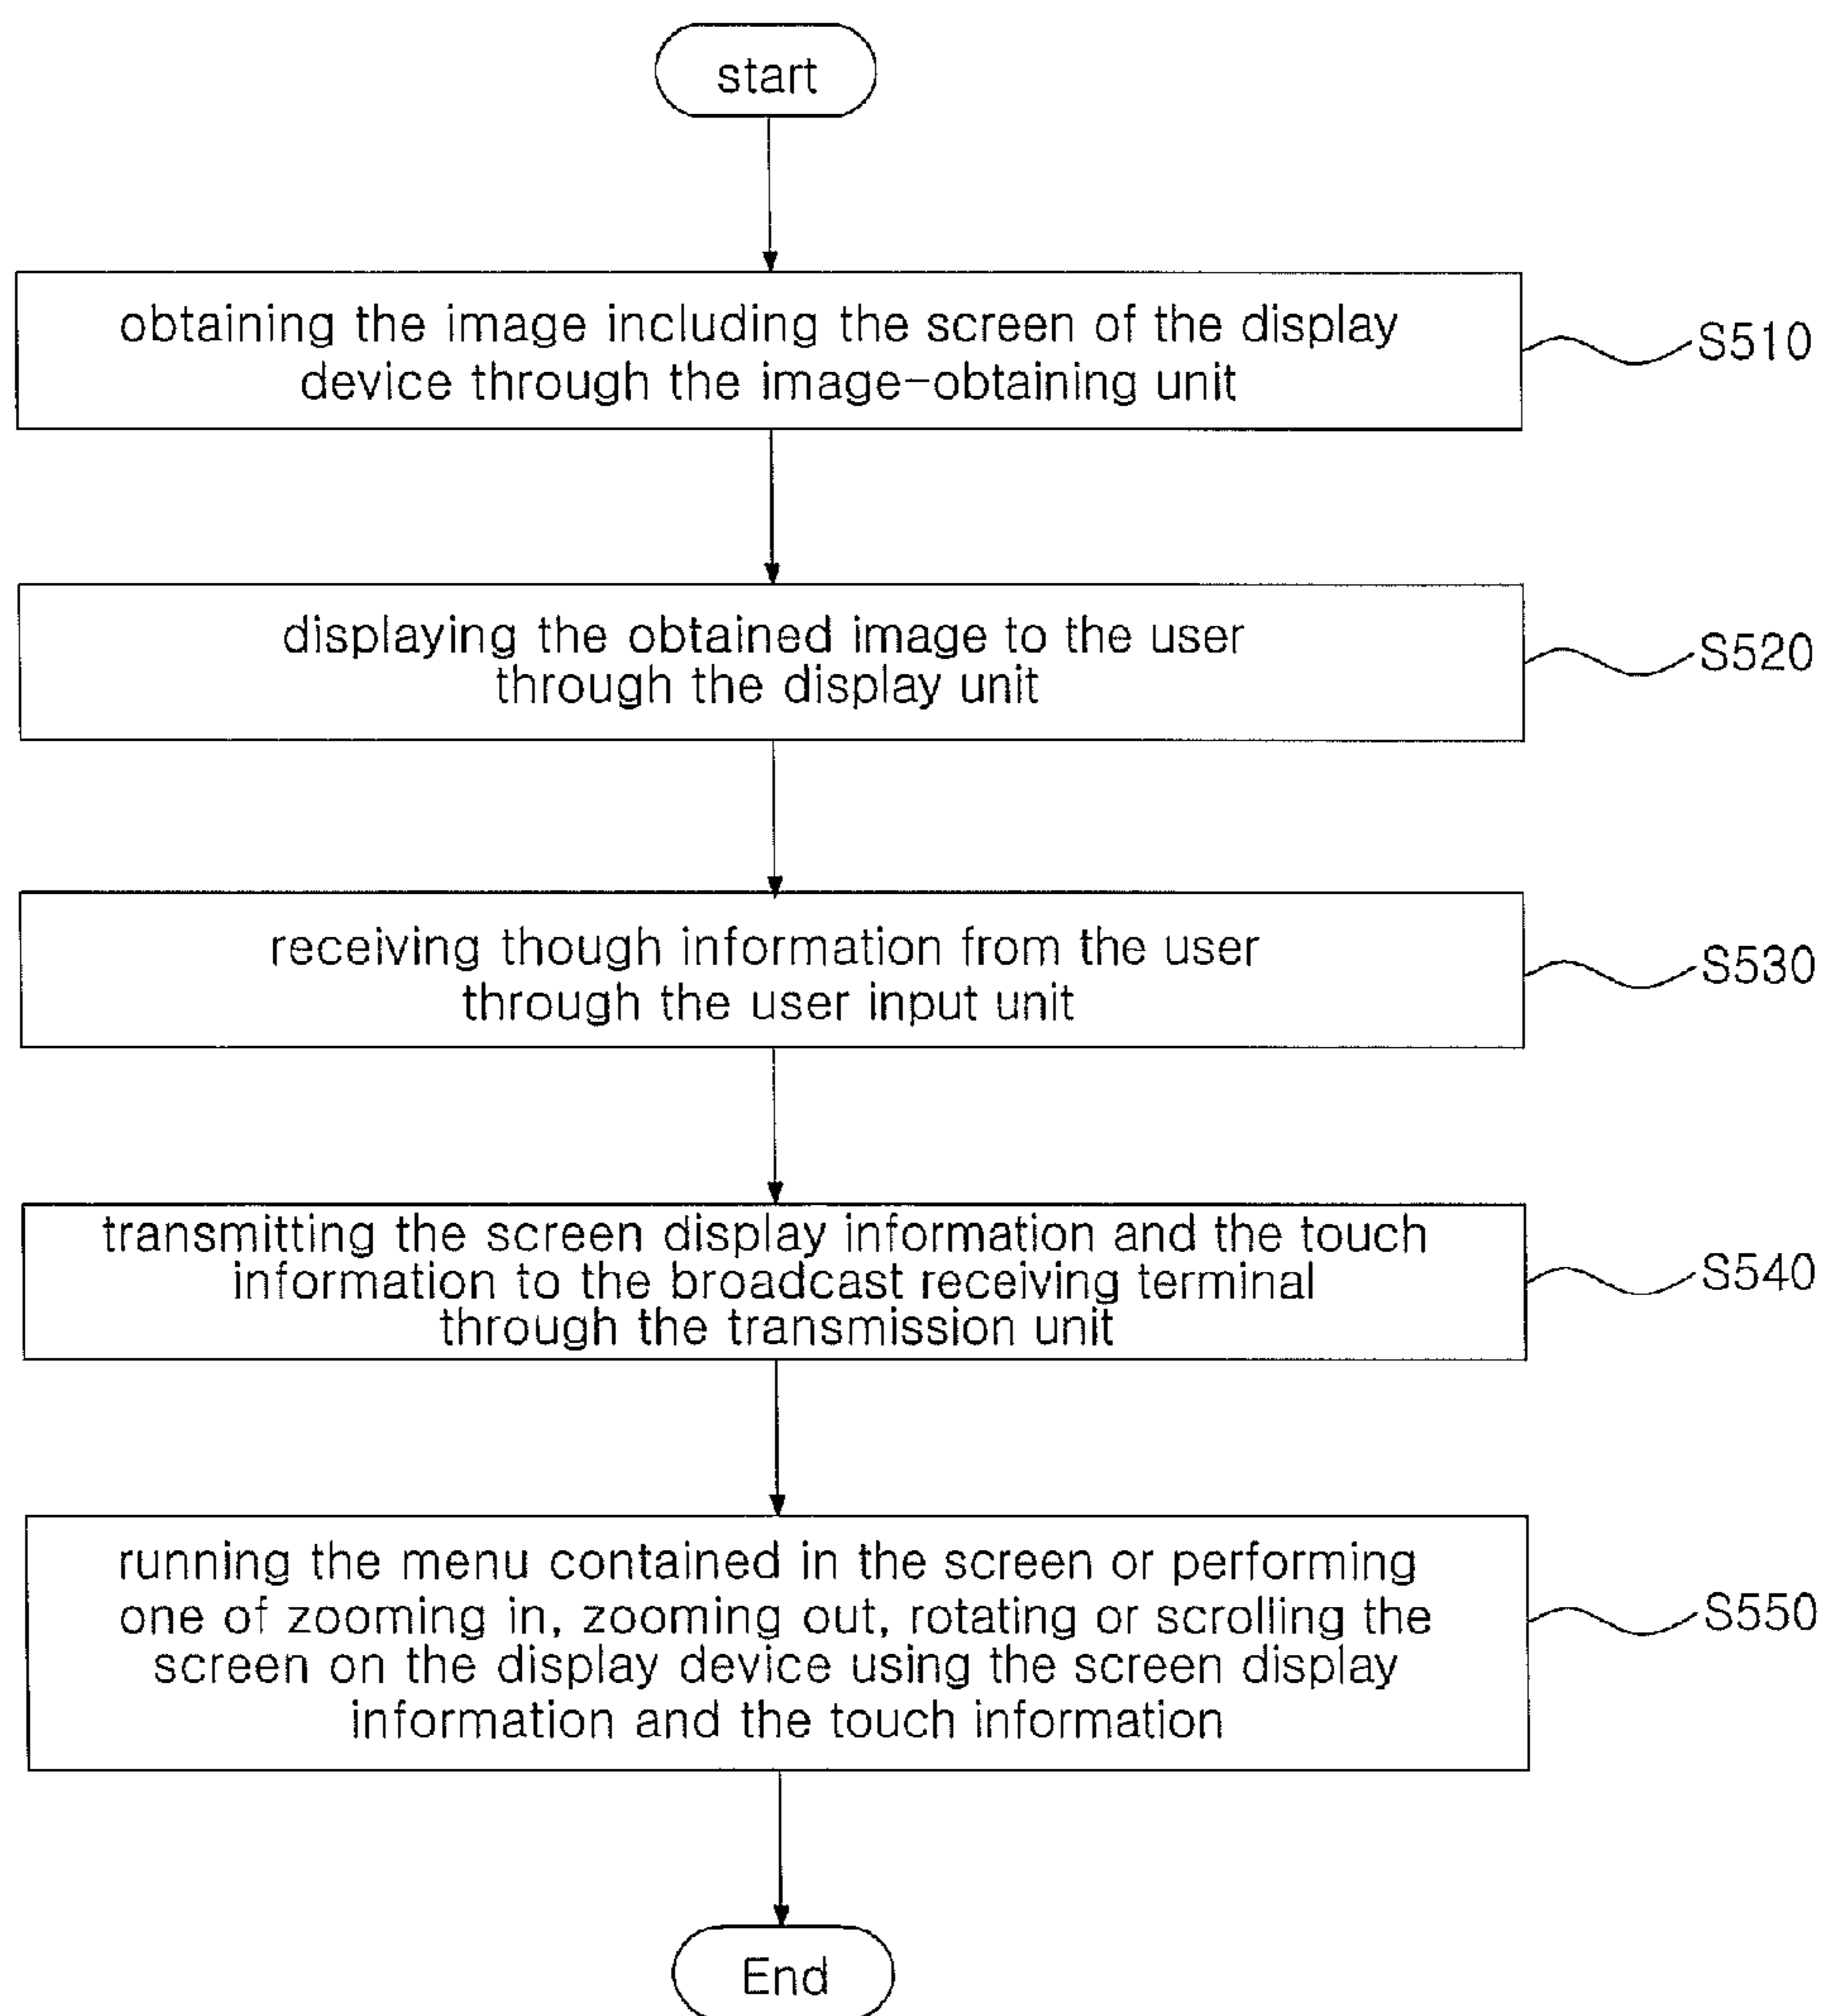 start
obtaining the image including the screen of the display
device through the image-obtaining unit
S510
displaying the obtained image to the user
through the display unit
S520
receiving though information from the user
through the user input unit
S530
transmitting the screen display information and the touch
information to the broadcast receiving terminal
through the transmission unit
S540
running the menu contained in the screen or performing
one of zooming in, zooming out, rotating or scrolling the
screen on the display device using the screen display
information and the touch information
S550
End